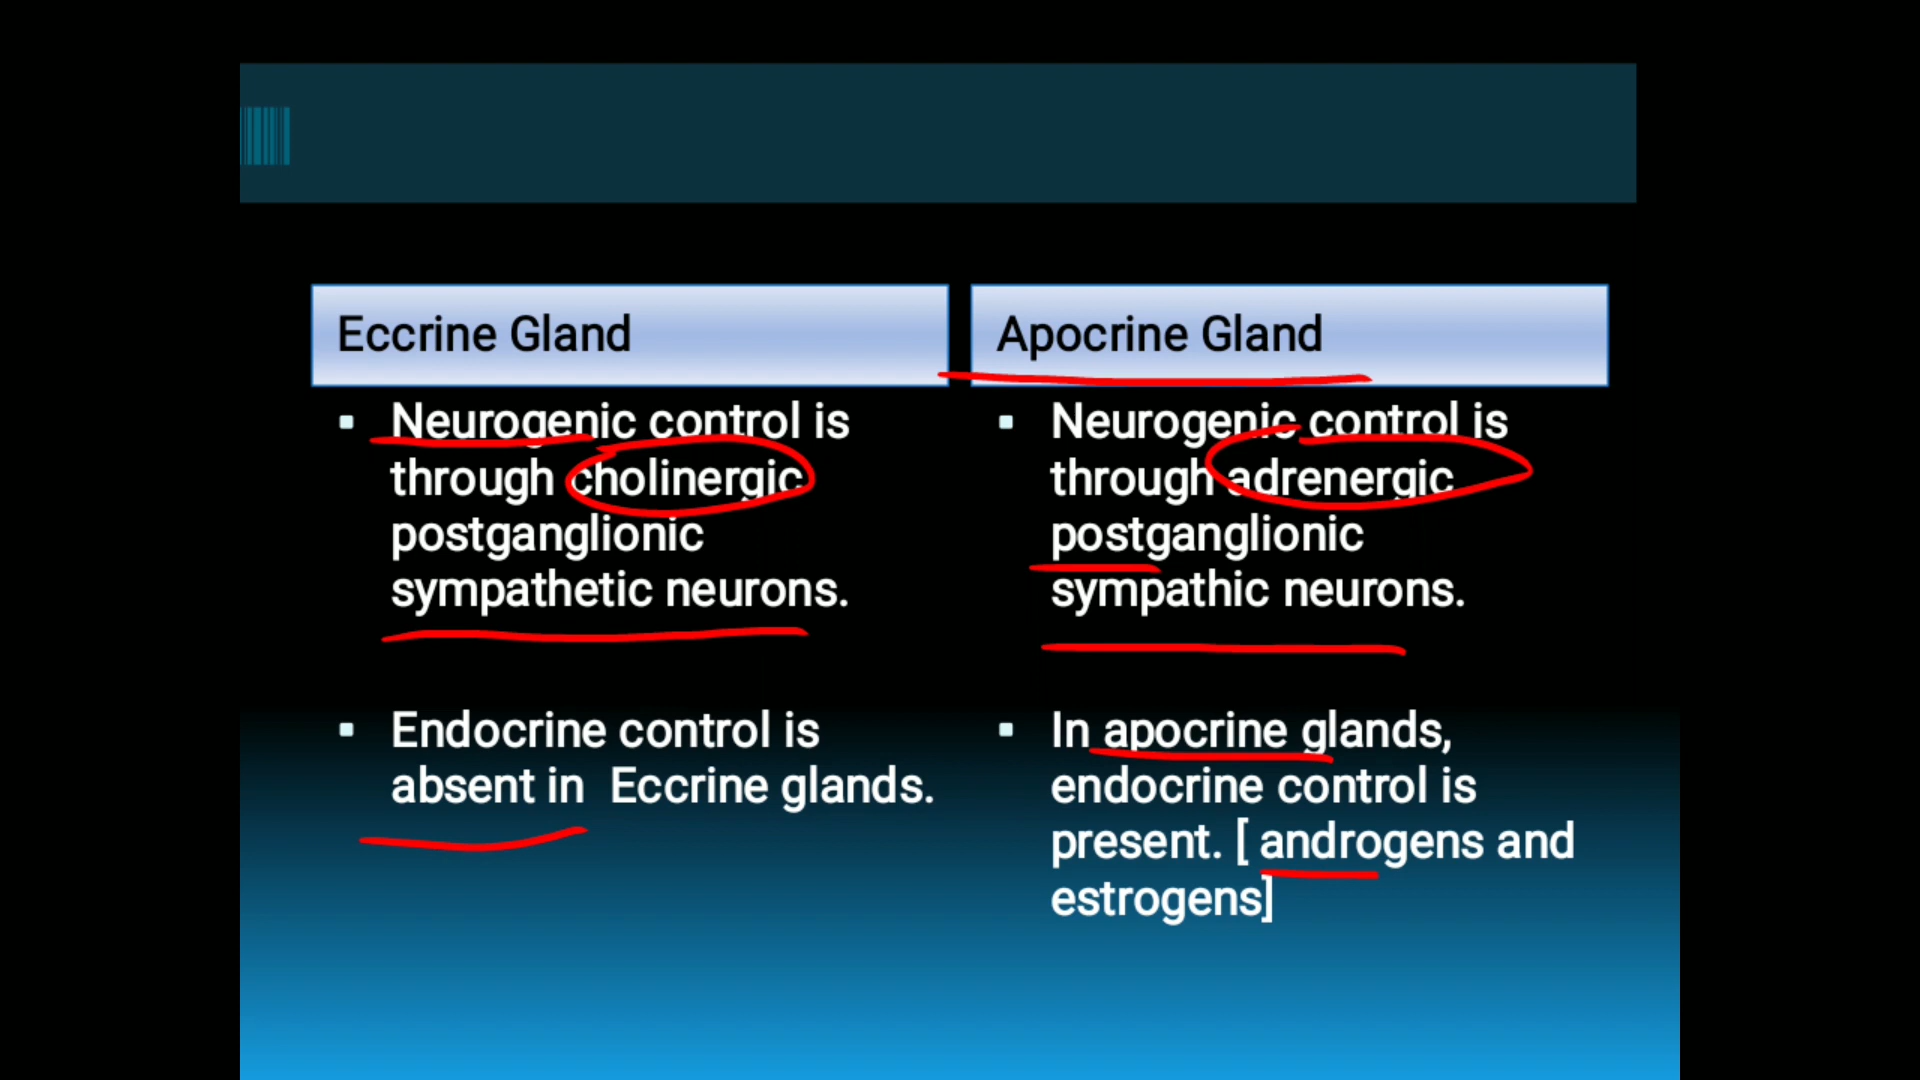 Eccrine Gland
Neurogenic control is
through cholinergic
postganglionic
sympathetic neurons.
Endocrine control is
absent in  Eccrine glands.
Apocrine Gland
Neurogenic control is
through adrenergic
postganglionic
sympathic neurons.
In apocrine glands,
endocrine control is
present. [ androgens and
estrogens]